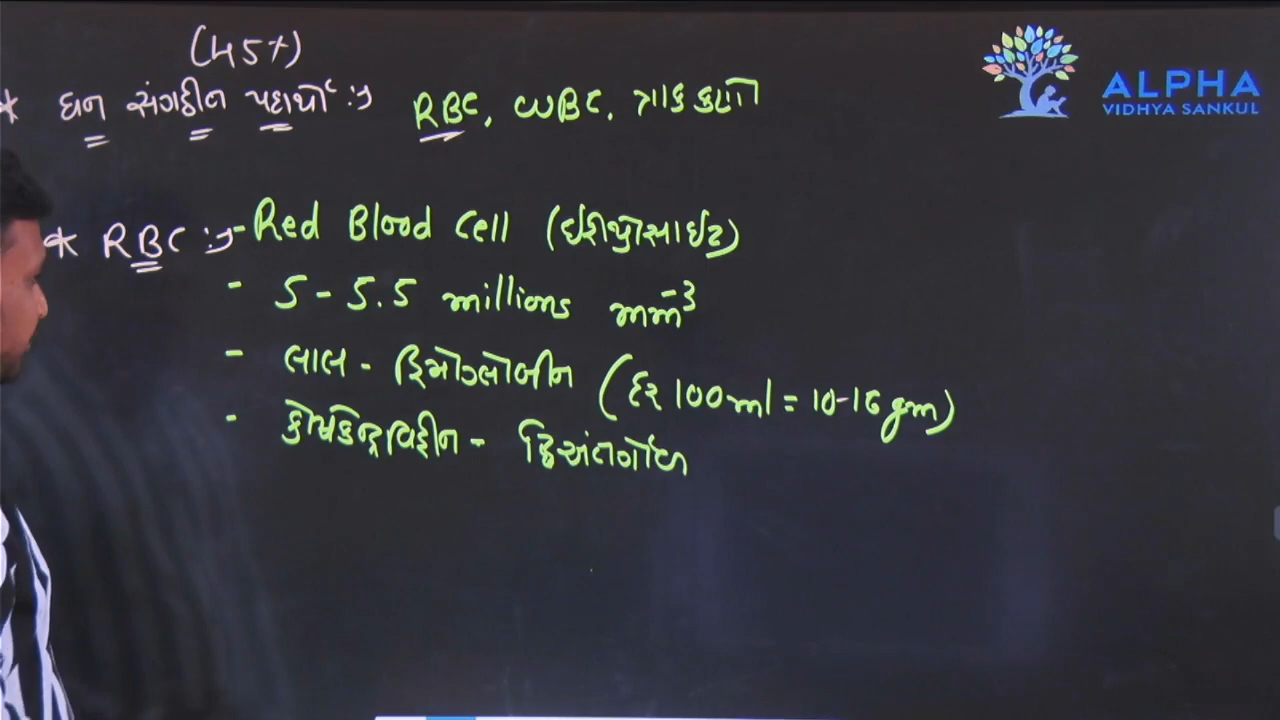 (45%)
* ઘન સંગઠીન પદાર્થો :→ RBC, WBC, ત્રાકકણો
ALPHA
VIDHYA SANKUL
* RBC :→ - Red Blood Cell (ઇરીથ્રોસાઇટ)
- 5 - 5.5 millions mm⁻³
- લાલ - હિમોગ્લોબીન (દર 100ml = 10-16 gm)
- કોષકેન્દ્રવિહીન - દ્વિઅંતર્ગોળ